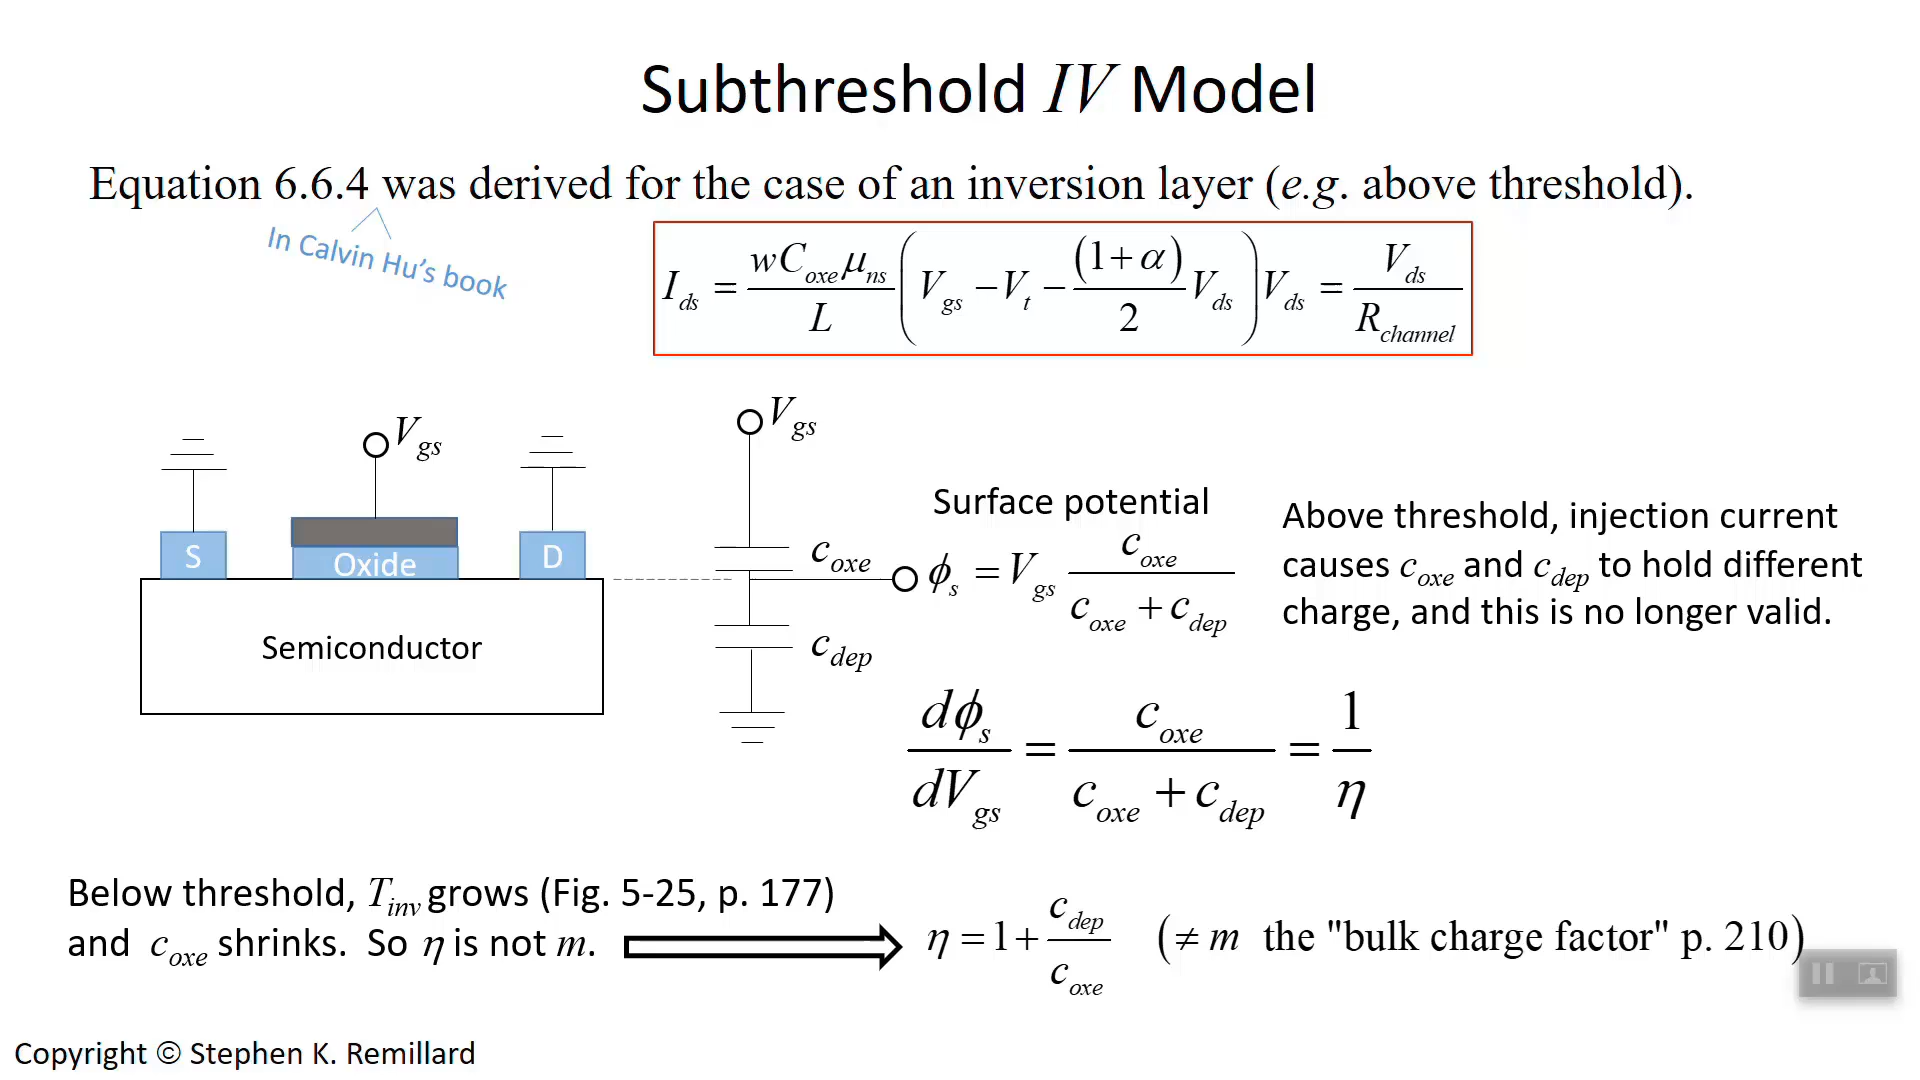 Subthreshold IV Model
Equation 6.6.4 was derived for the case of an inversion layer (e.g. above threshold).
In Calvin Hu's book
I_ds = wC_oxe μ_ns / L (V_gs − V_t − (1+α)/2 V_ds) V_ds = V_ds / R_channel
V_gs
V_gs
S
Oxide
D
Semiconductor
c_oxe
c_dep
Surface potential
ϕ_s = V_gs c_oxe / (c_oxe + c_dep)
Above threshold, injection current
causes c_oxe and c_dep to hold different
charge, and this is no longer valid.
dϕ_s / dV_gs = c_oxe / (c_oxe + c_dep) = 1 / η
Below threshold, T_inv grows (Fig. 5-25, p. 177)
and c_oxe shrinks. So η is not m.
η = 1 + c_dep / c_oxe (≠ m the "bulk charge factor" p. 210)
Copyright © Stephen K. Remillard